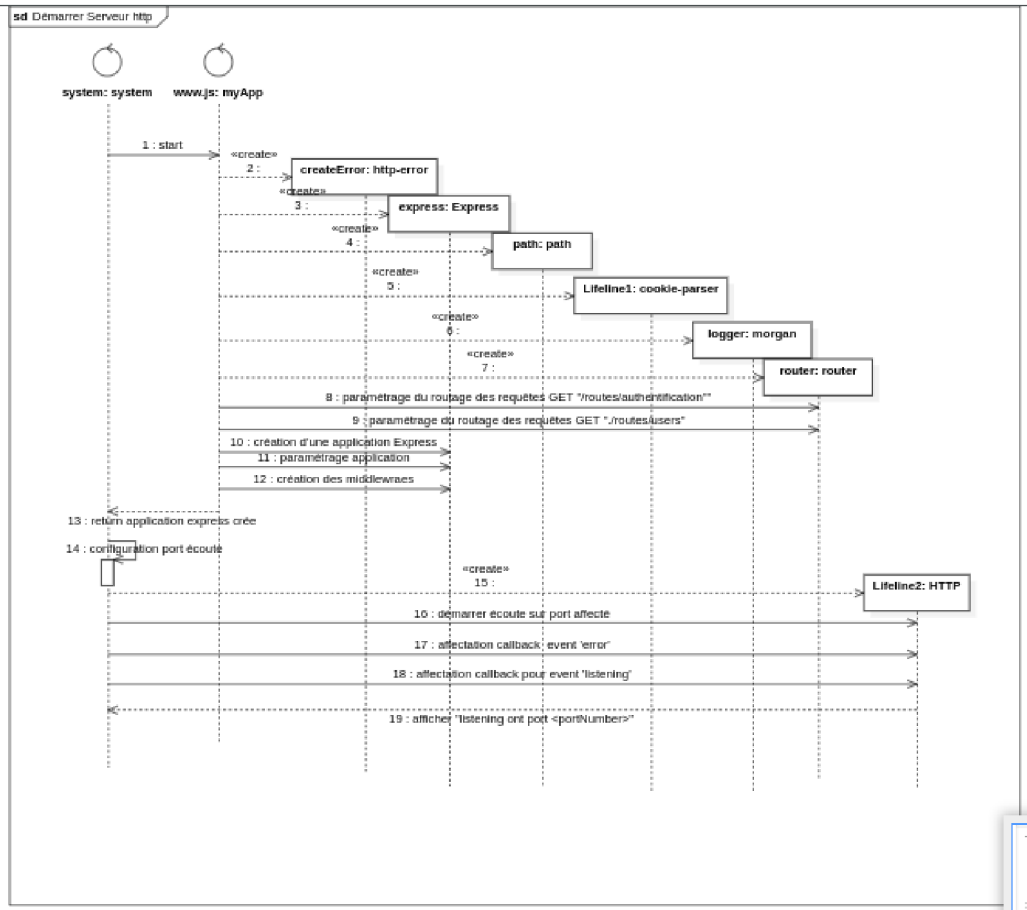 sd Démarrer Serveur http
system: system
www.js: myApp
1 : start
«create»
2 :
createError: http-error
«create»
3 :
express: Express
«create»
4 :
path: path
«create»
5 :
Lifeline1: cookie-parser
«create»
6 :
logger: morgan
«create»
7 :
router: router
8 : paramétrage du routage des requêtes GET "/routes/authentification""
9 : paramétrage du routage des requêtes GET "./routes/users"
10 : création d'une application Express
11 : paramétrage application
12 : création des middlewraes
13 : return application express crée
14 : configuration port écouté
«create»
15 :
Lifeline2: HTTP
16 : démarrer écoute sur port affecté
17 : affectation callback event 'error'
18 : affectation callback pour event 'listening'
19 : afficher "listening ont port <portNumber>"